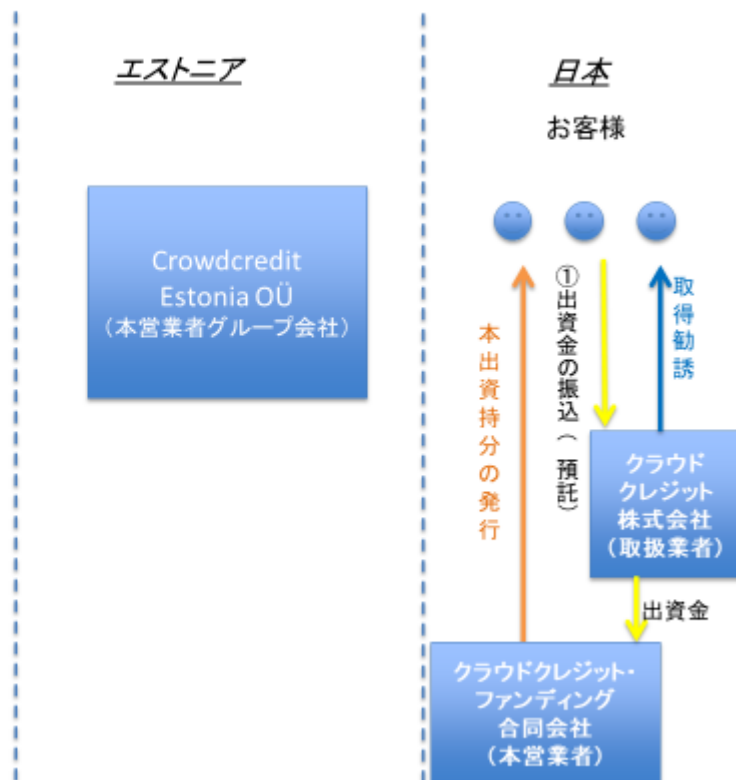 エストニア
日本
お客様
Crowdcredit
Estonia OÜ
（本営業者グループ会社）
本出資持分の発行
①出資金の振込（預託）
取得勧誘
クラウド
クレジット
株式会社
（取扱業者）
出資金
クラウドクレジット・
ファンディング
合同会社
（本営業者）